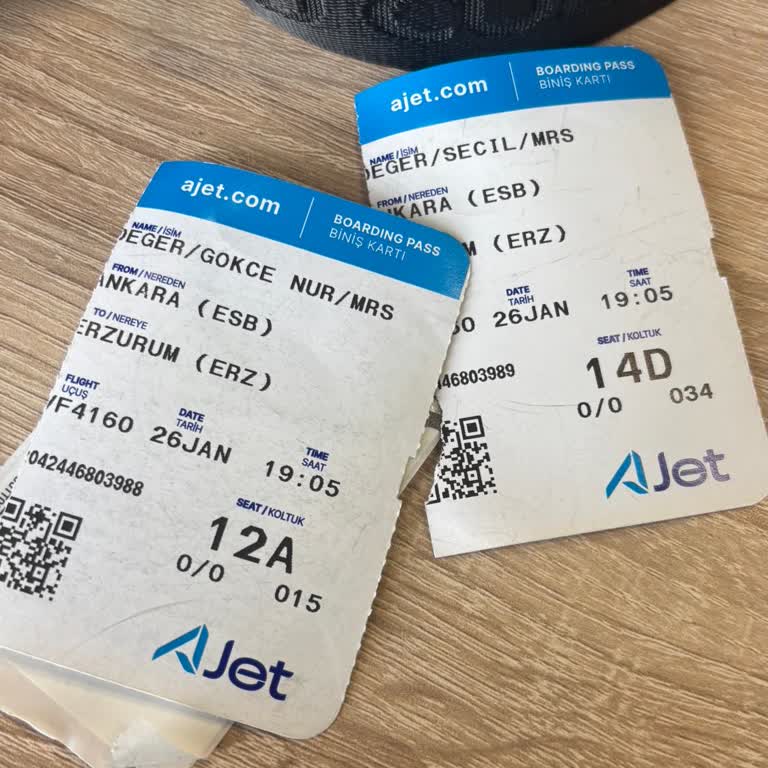 ajet.com
BOARDING PASS
BİNİŞ KARTI
NAME / İSİM
DEGER/GOKCE NUR/MRS
FROM / NEREDEN
ANKARA (ESB)
TO / NEREYE
ERZURUM (ERZ)
FLIGHT
UÇUŞ
VF4160
DATE
TARİH
26JAN
TIME
SAAT
19:05
042446803988
SEAT / KOLTUK
12A
0/0
015
AJet
ajet.com
BOARDING PASS
BİNİŞ KARTI
NAME / İSİM
DEGER/SECIL/MRS
FROM / NEREDEN
NKARA (ESB)
M (ERZ)
DATE
TARİH
60 26JAN
TIME
SAAT
19:05
46803989
SEAT / KOLTUK
14D
0/0
034
AJet